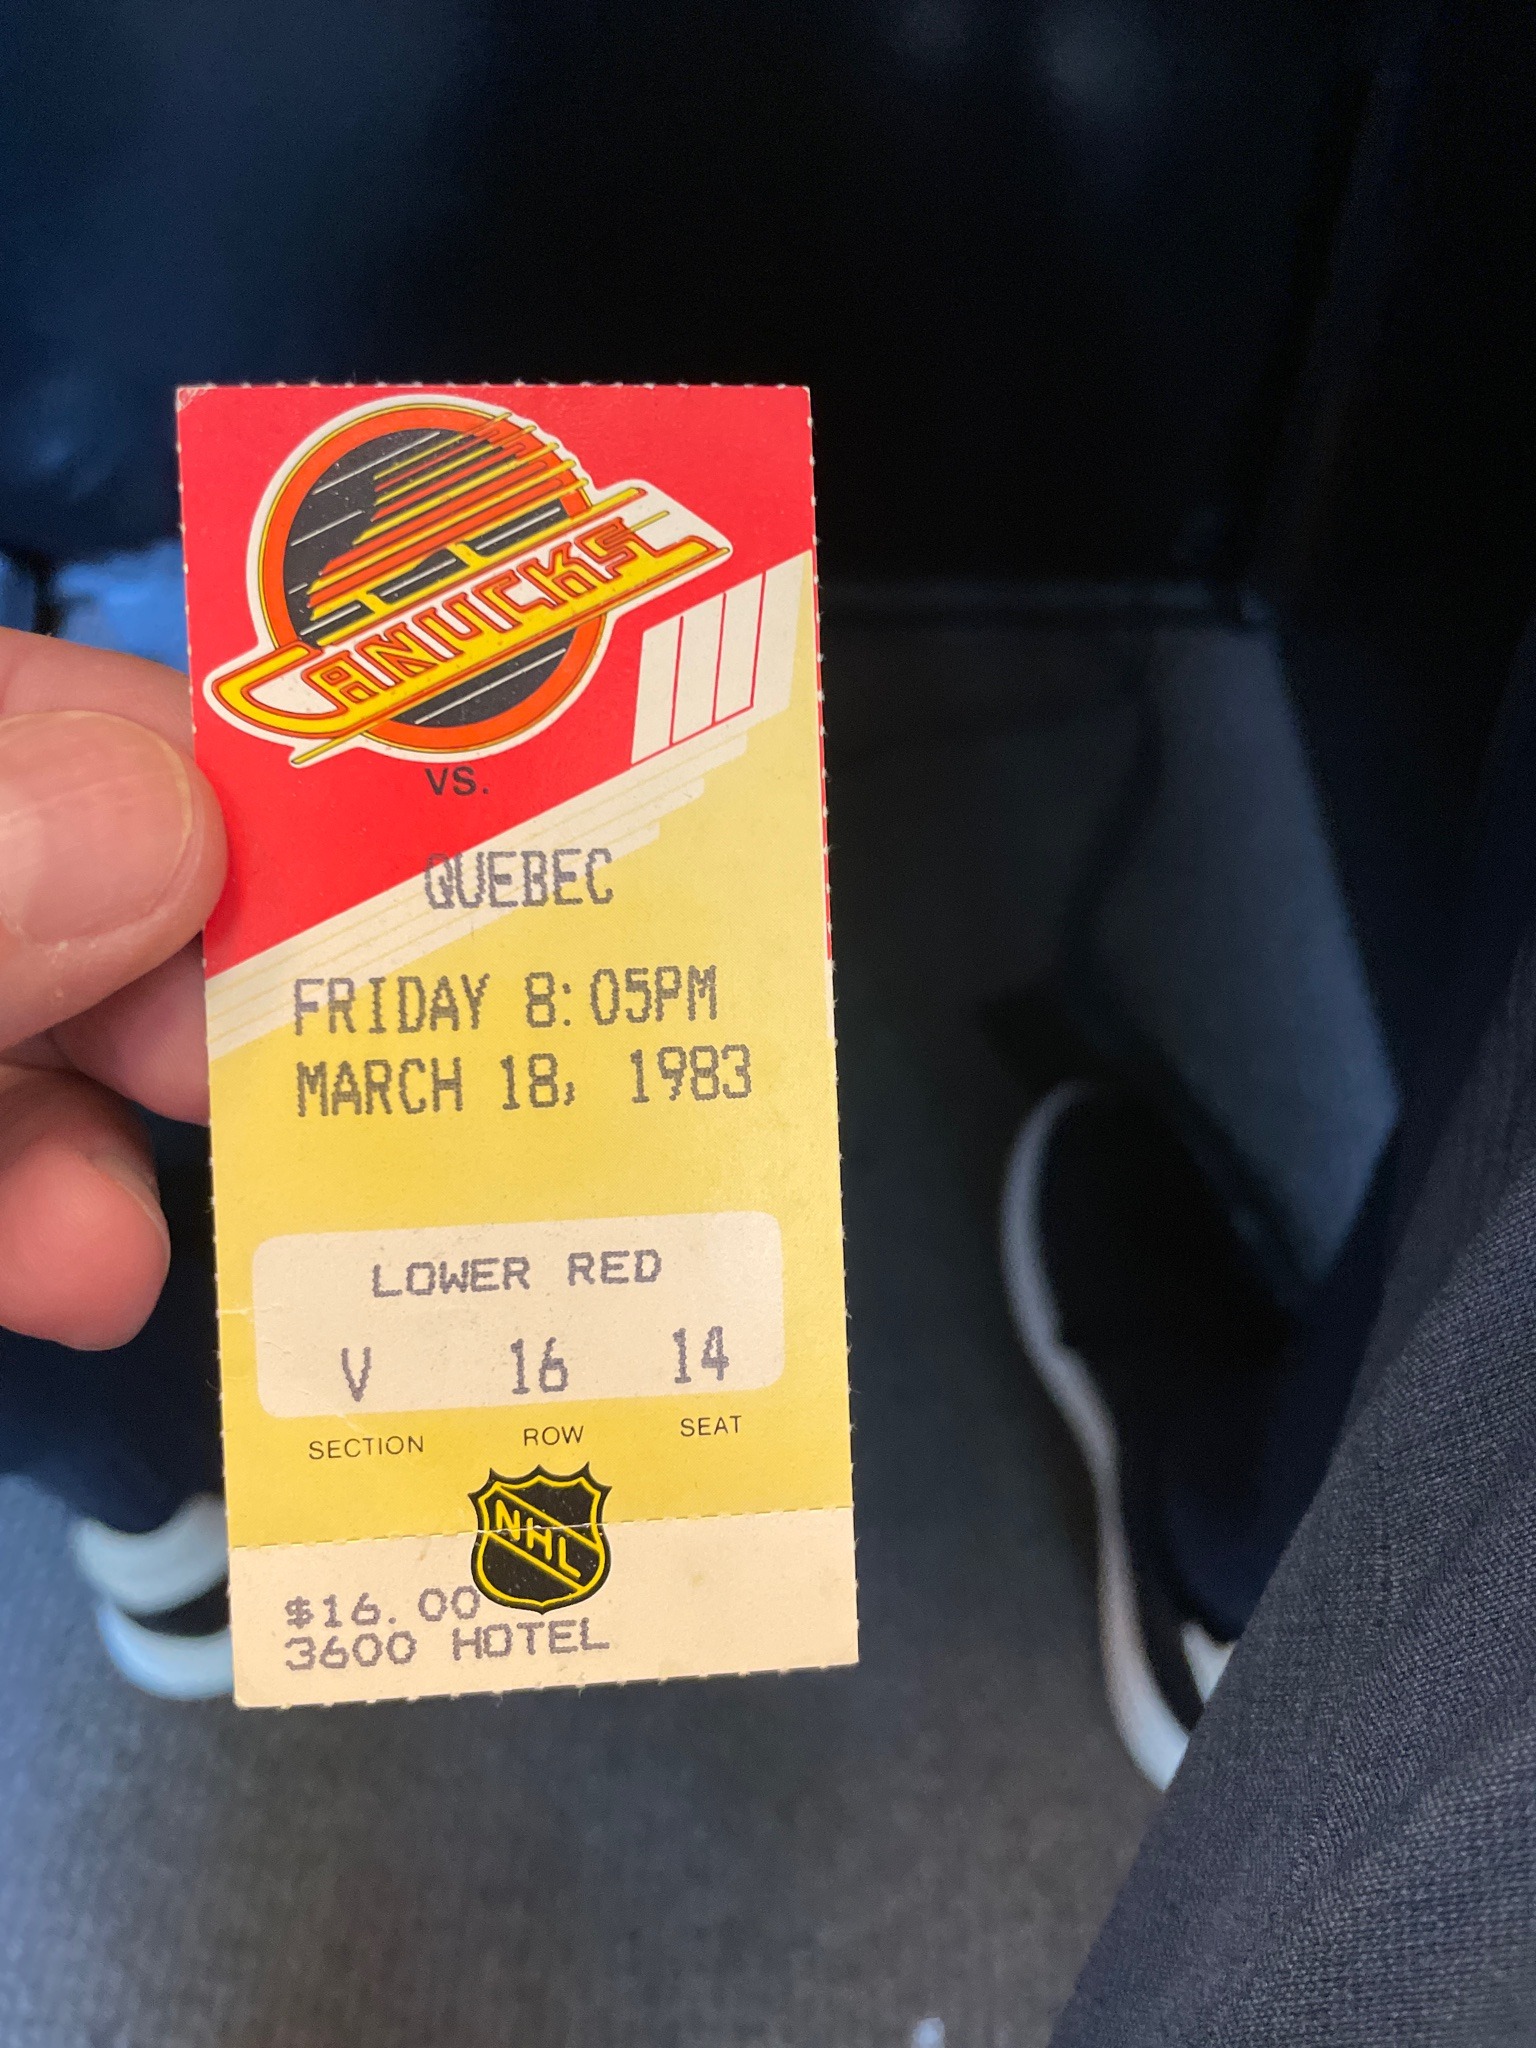 CANUCKS
VS.
QUEBEC
FRIDAY 8:05PM
MARCH 18, 1983
LOWER RED
V 16 14
SECTION ROW SEAT
NHL
$16.00
3600 HOTEL